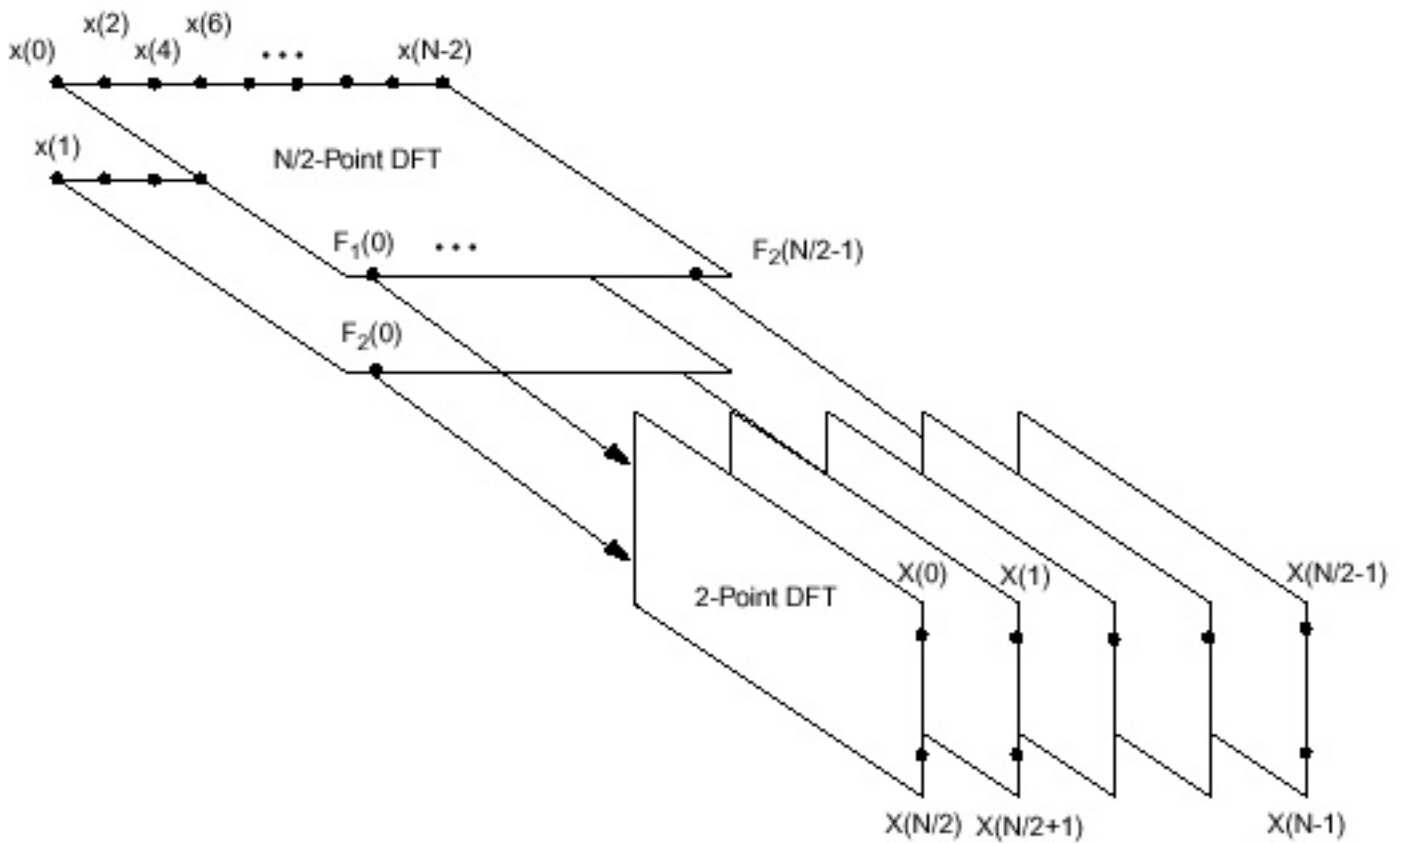 x(0) x(2) x(4) x(6) ... x(N-2)
x(1)
N/2-Point DFT
F₁(0) ... F₂(N/2-1)
F₂(0)
X(0) X(1) X(N/2-1)
2-Point DFT
X(N/2) X(N/2+1) X(N-1)